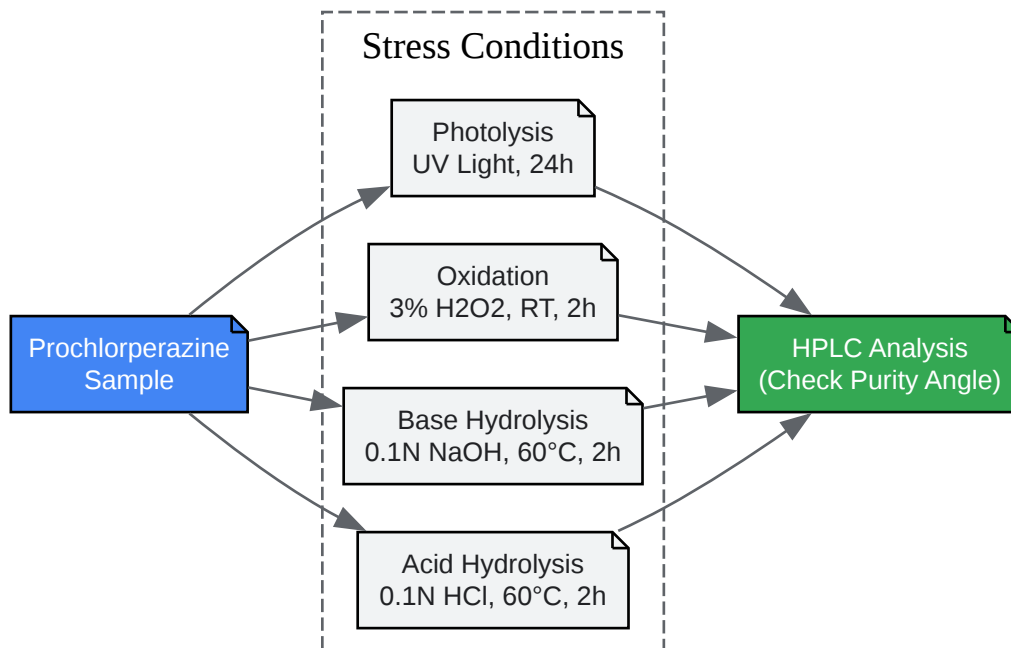 Stress Conditions
Photolysis
UV Light, 24h
Oxidation
3% H2O2, RT, 2h
Prochlorperazine
Sample
HPLC Analysis
(Check Purity Angle)
Base Hydrolysis
0.1N NaOH, 60°C, 2h
Acid Hydrolysis
0.1N HCl, 60°C, 2h